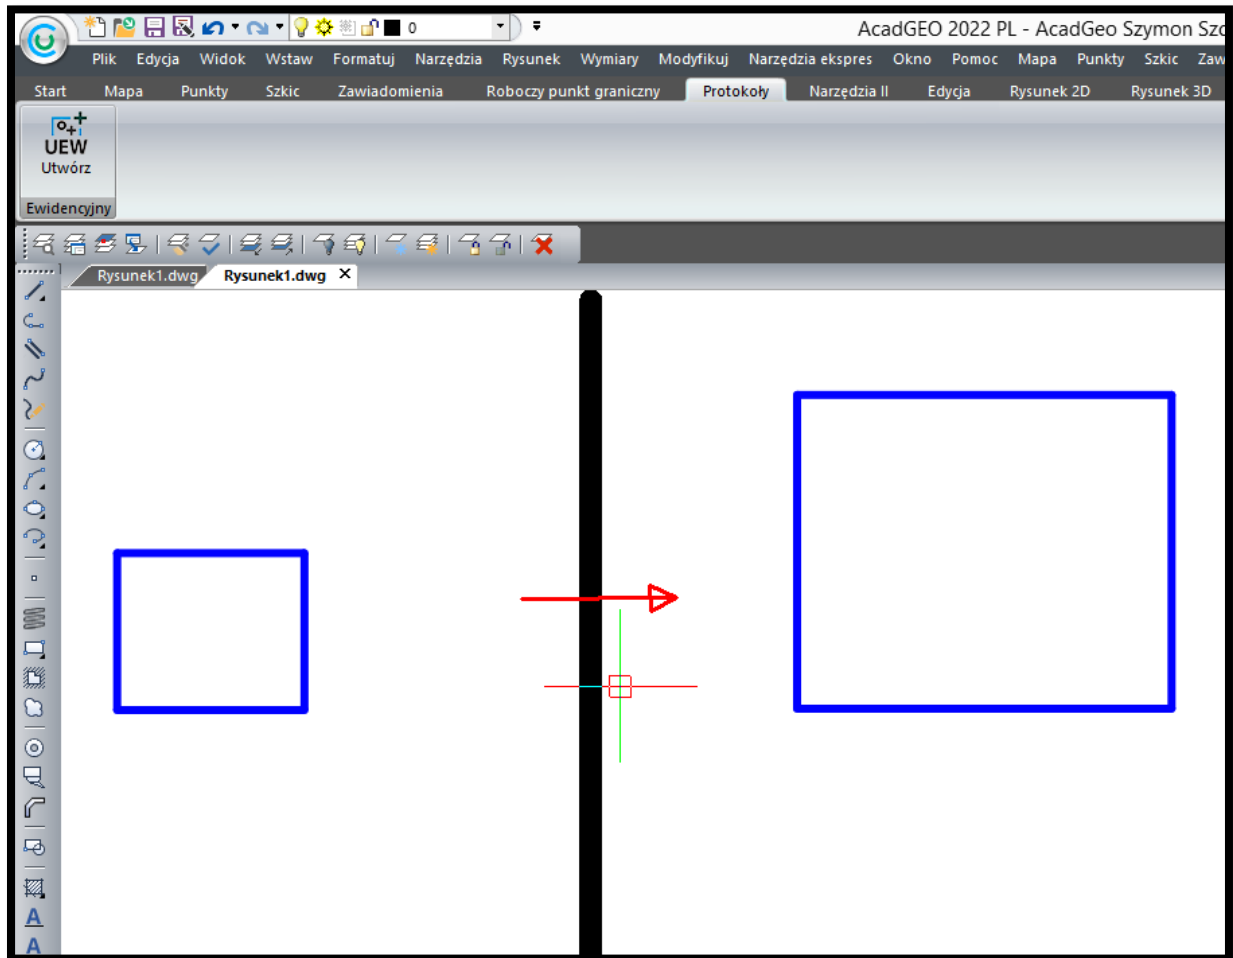 0
AcadGEO 2022 PL - AcadGeo Szymon Szc
Plik Edycja Widok Wstaw Formatuj Narzędzia Rysunek Wymiary Modyfikuj Narzędzia ekspres Okno Pomoc Mapa Punkty Szkic Zaw
Start Mapa Punkty Szkic Zawiadomienia Roboczy punkt graniczny Protokoły Narzędzia II Edycja Rysunek 2D Rysunek 3D
UEW
Utwórz
Ewidencyjny
Rysunek1.dwg Rysunek1.dwg X
A
A